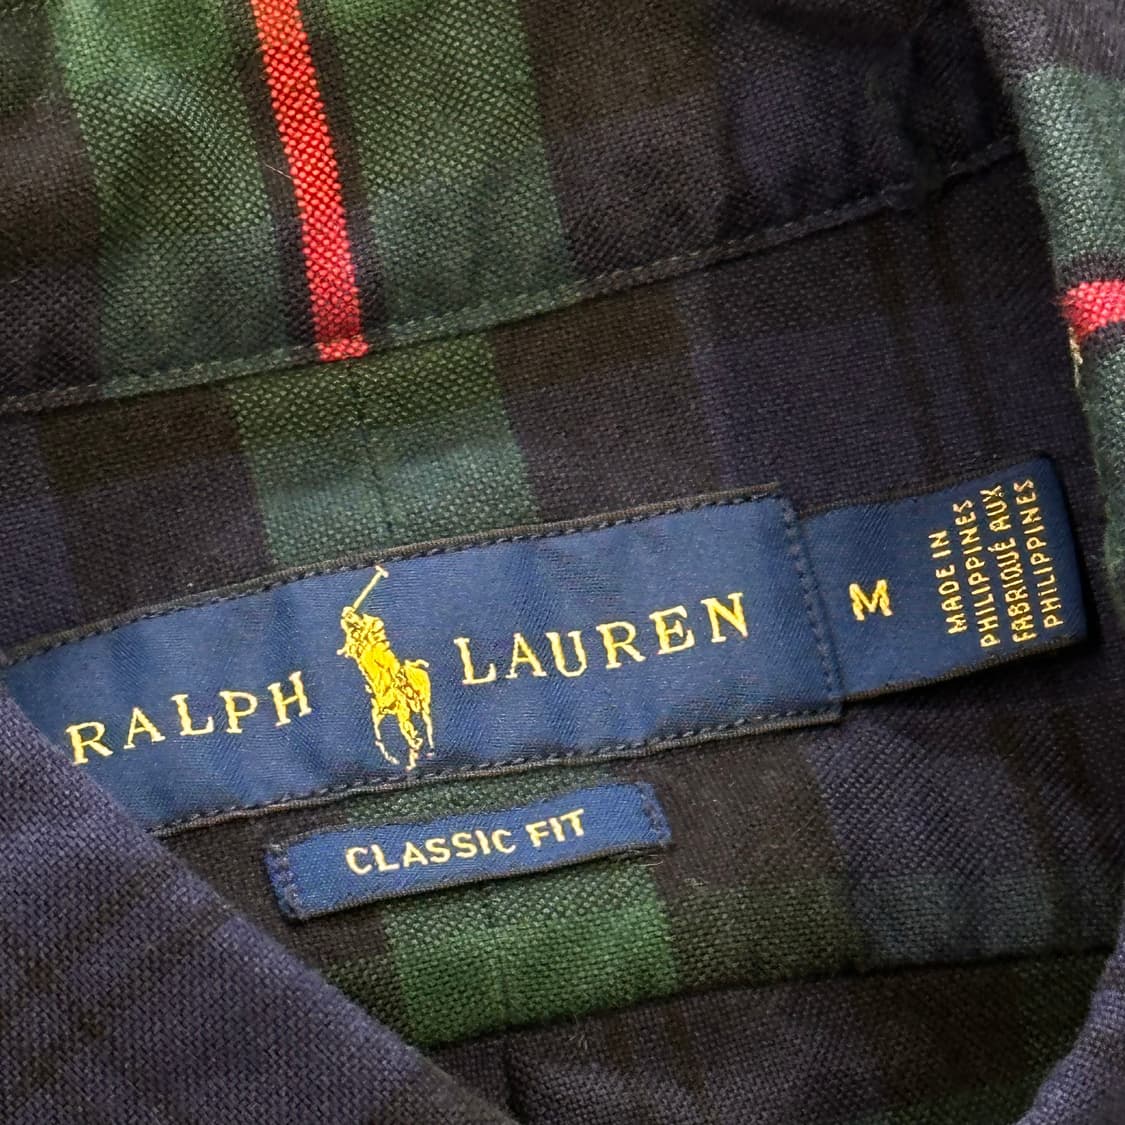 RALPH LAUREN
M
MADE IN
PHILIPPINES
FABRIQUÉ AUX
PHILIPPINES
CLASSIC FIT